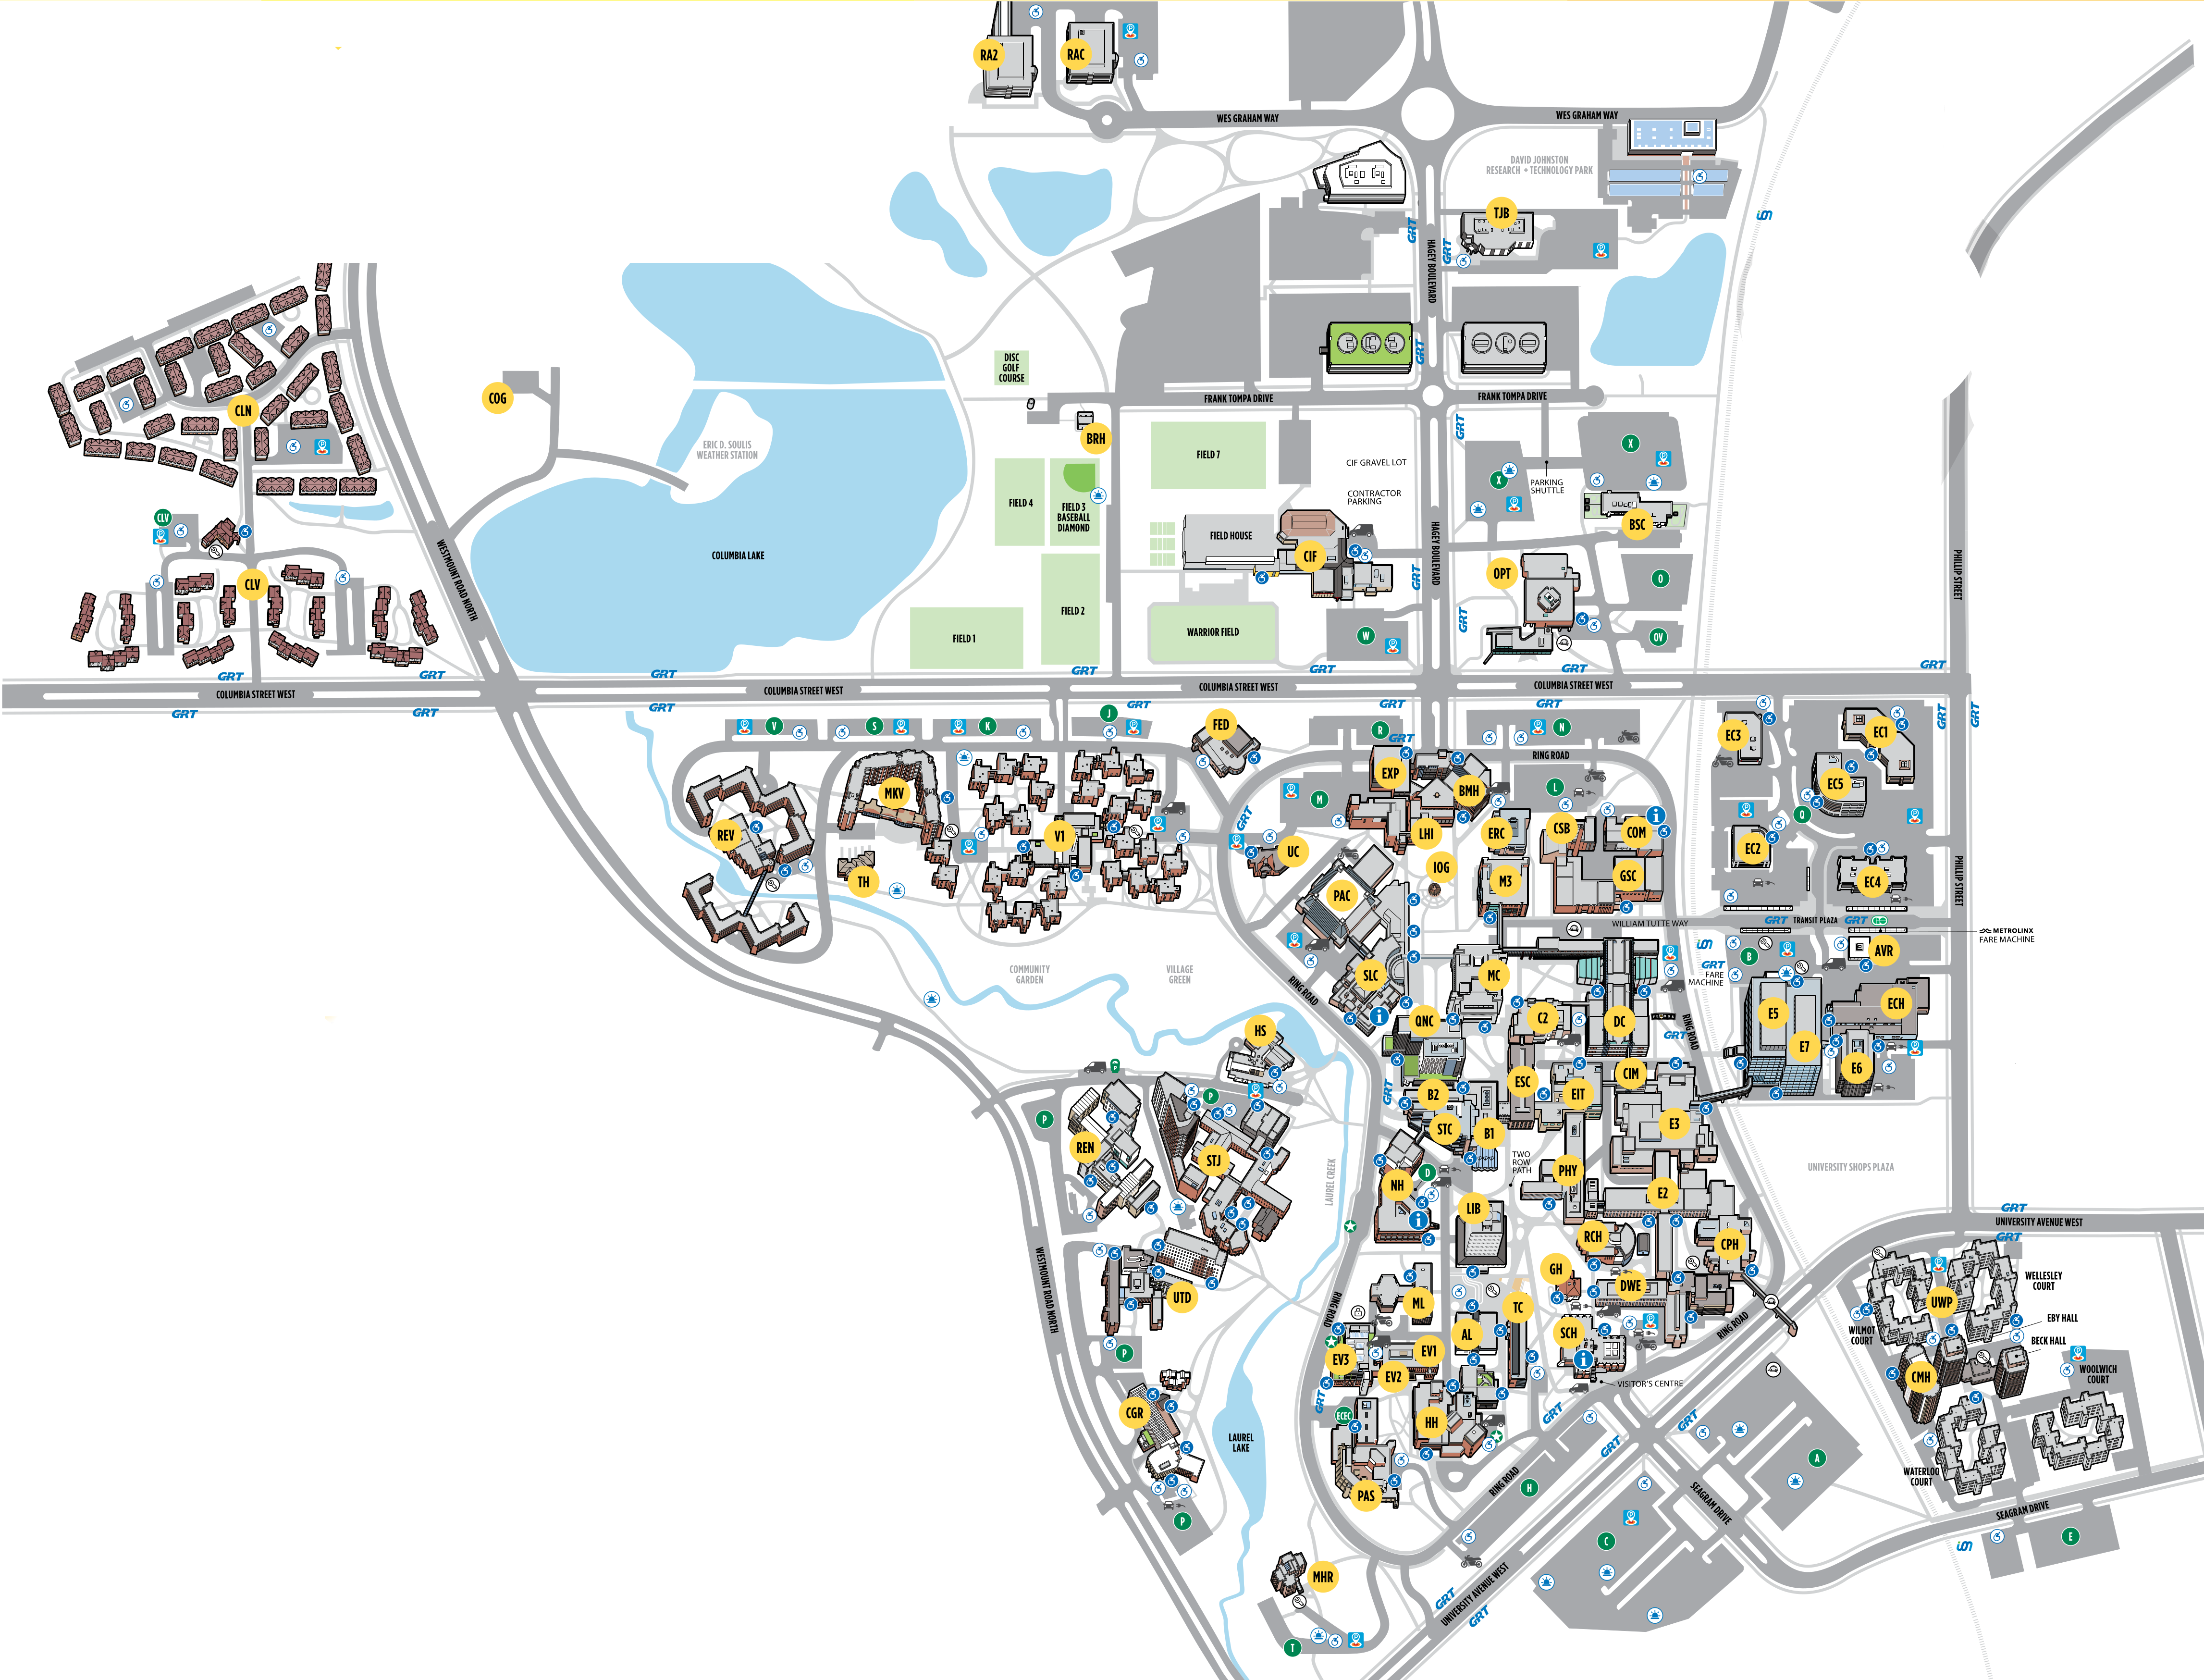 RA2
RAC
WES GRAHAM WAY
WES GRAHAM WAY
DAVID JOHNSTON
RESEARCH + TECHNOLOGY PARK
TJB
GRT
GRT
HAGEY BOULEVARD
GRT
DISC
GOLF
COURSE
CLN
COG
FRANK TOMPA DRIVE
FRANK TOMPA DRIVE
BRH
ERIC D. SOULIS
WEATHER STATION
FIELD 7
CIF GRAVEL LOT
GRT
X
X
PARKING
SHUTTLE
CONTRACTOR
PARKING
FIELD 4
FIELD 3
BASEBALL
DIAMOND
BSC
CLV
FIELD HOUSE
CIF
HAGEY BOULEVARD
COLUMBIA LAKE
WESTMOUNT ROAD NORTH
CLV
OPT
O
GRT
PHILLIP STREET
FIELD 2
FIELD 1
WARRIOR FIELD
W
GRT
OV
GRT
GRT
GRT
GRT
GRT
GRT
GRT
COLUMBIA STREET WEST
COLUMBIA STREET WEST
COLUMBIA STREET WEST
COLUMBIA STREET WEST
GRT
GRT
GRT
GRT
GRT
GRT
GRT
GRT
V
S
K
J
FED
R
GRT
N
EC3
EC1
RING ROAD
EXP
BMH
L
EC5
MKV
M
Q
REV
V1
GRT
UC
LHI
ERC
CSB
COM
EC2
TH
IOG
M3
GSC
EC4
PHILLIP STREET
PAC
WILLIAM TUTTE WAY
GRT
TRANSIT PLAZA
GRT
GO
METROLINX
FARE MACHINE
COMMUNITY
GARDEN
VILLAGE
GREEN
RING ROAD
SLC
MC
GRT
FARE
MACHINE
B
AVR
QNC
C2
DC
RING ROAD
GRT
E5
ECH
HS
E7
E6
GRT
P
P
B2
ESC
EIT
CIM
STC
B1
E3
REN
STJ
LAUREL CREEK
NH
D
TWO
ROW
PATH
PHY
E2
UNIVERSITY SHOPS PLAZA
LIB
RCH
CPH
GRT
UNIVERSITY AVENUE WEST
GRT
WESTMOUNT ROAD NORTH
UTD
RING ROAD
ML
TC
GH
DWE
RING ROAD
UWP
WELLESLEY
COURT
EBY HALL
WILMOT
COURT
BECK HALL
P
EV3
EV1
EV2
AL
SCH
VISITOR'S CENTRE
CMH
WOOLWICH
COURT
GRT
CGR
ECEC
HH
GRT
GRT
GRT
LAUREL
LAKE
A
WATERLOO
COURT
PAS
RING ROAD
H
SEAGRAM DRIVE
SEAGRAM DRIVE
P
C
E
MHR
UNIVERSITY AVENUE WEST
GRT
GRT
T